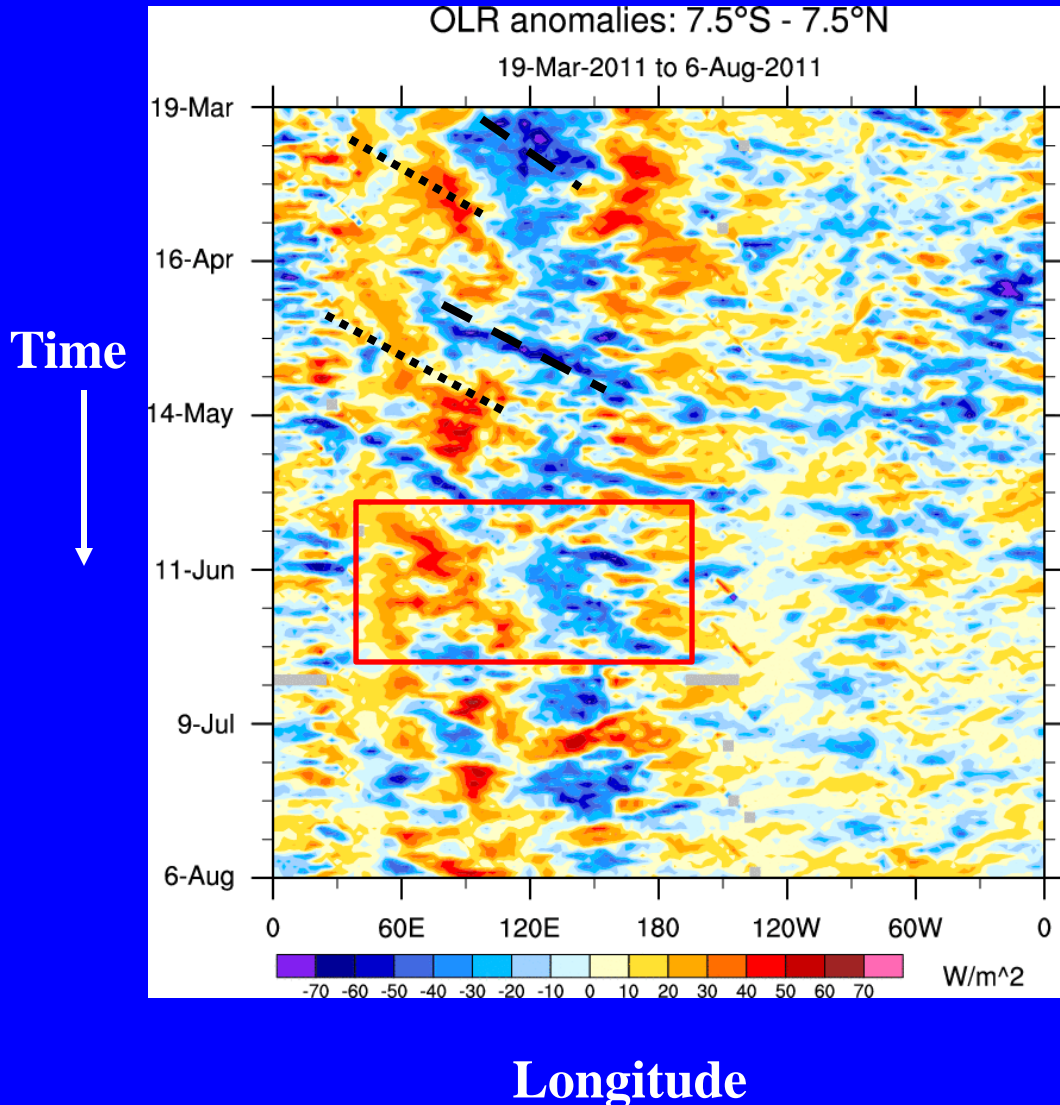 OLR anomalies: 7.5°S - 7.5°N
19-Mar-2011 to 6-Aug-2011
19-Mar
16-Apr
Time
14-May
11-Jun
9-Jul
6-Aug
0 60E 120E 180 120W 60W 0
-70 -60 -50 -40 -30 -20 -10 0 10 20 30 40 50 60 70
W/m^2
Longitude